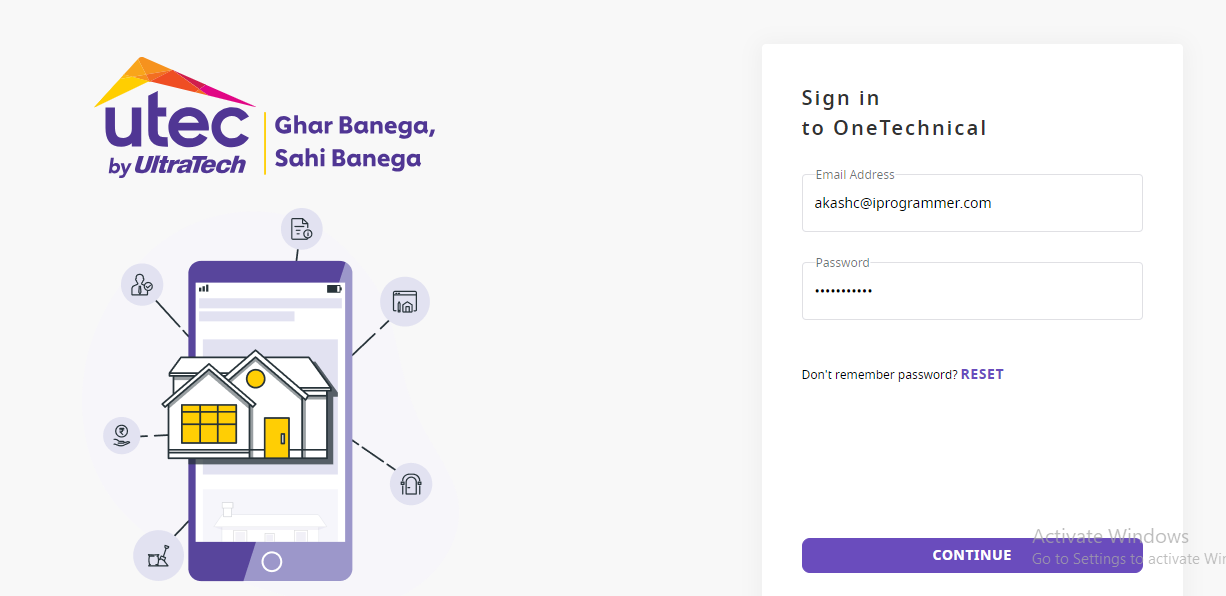 utec
by UltraTech
Ghar Banega,
Sahi Banega
Sign in
to OneTechnical
Email Address
akashc@iprogrammer.com
Password
•••••••••••
Don't remember password? RESET
CONTINUE
Activate Windows
Go to Settings to activate